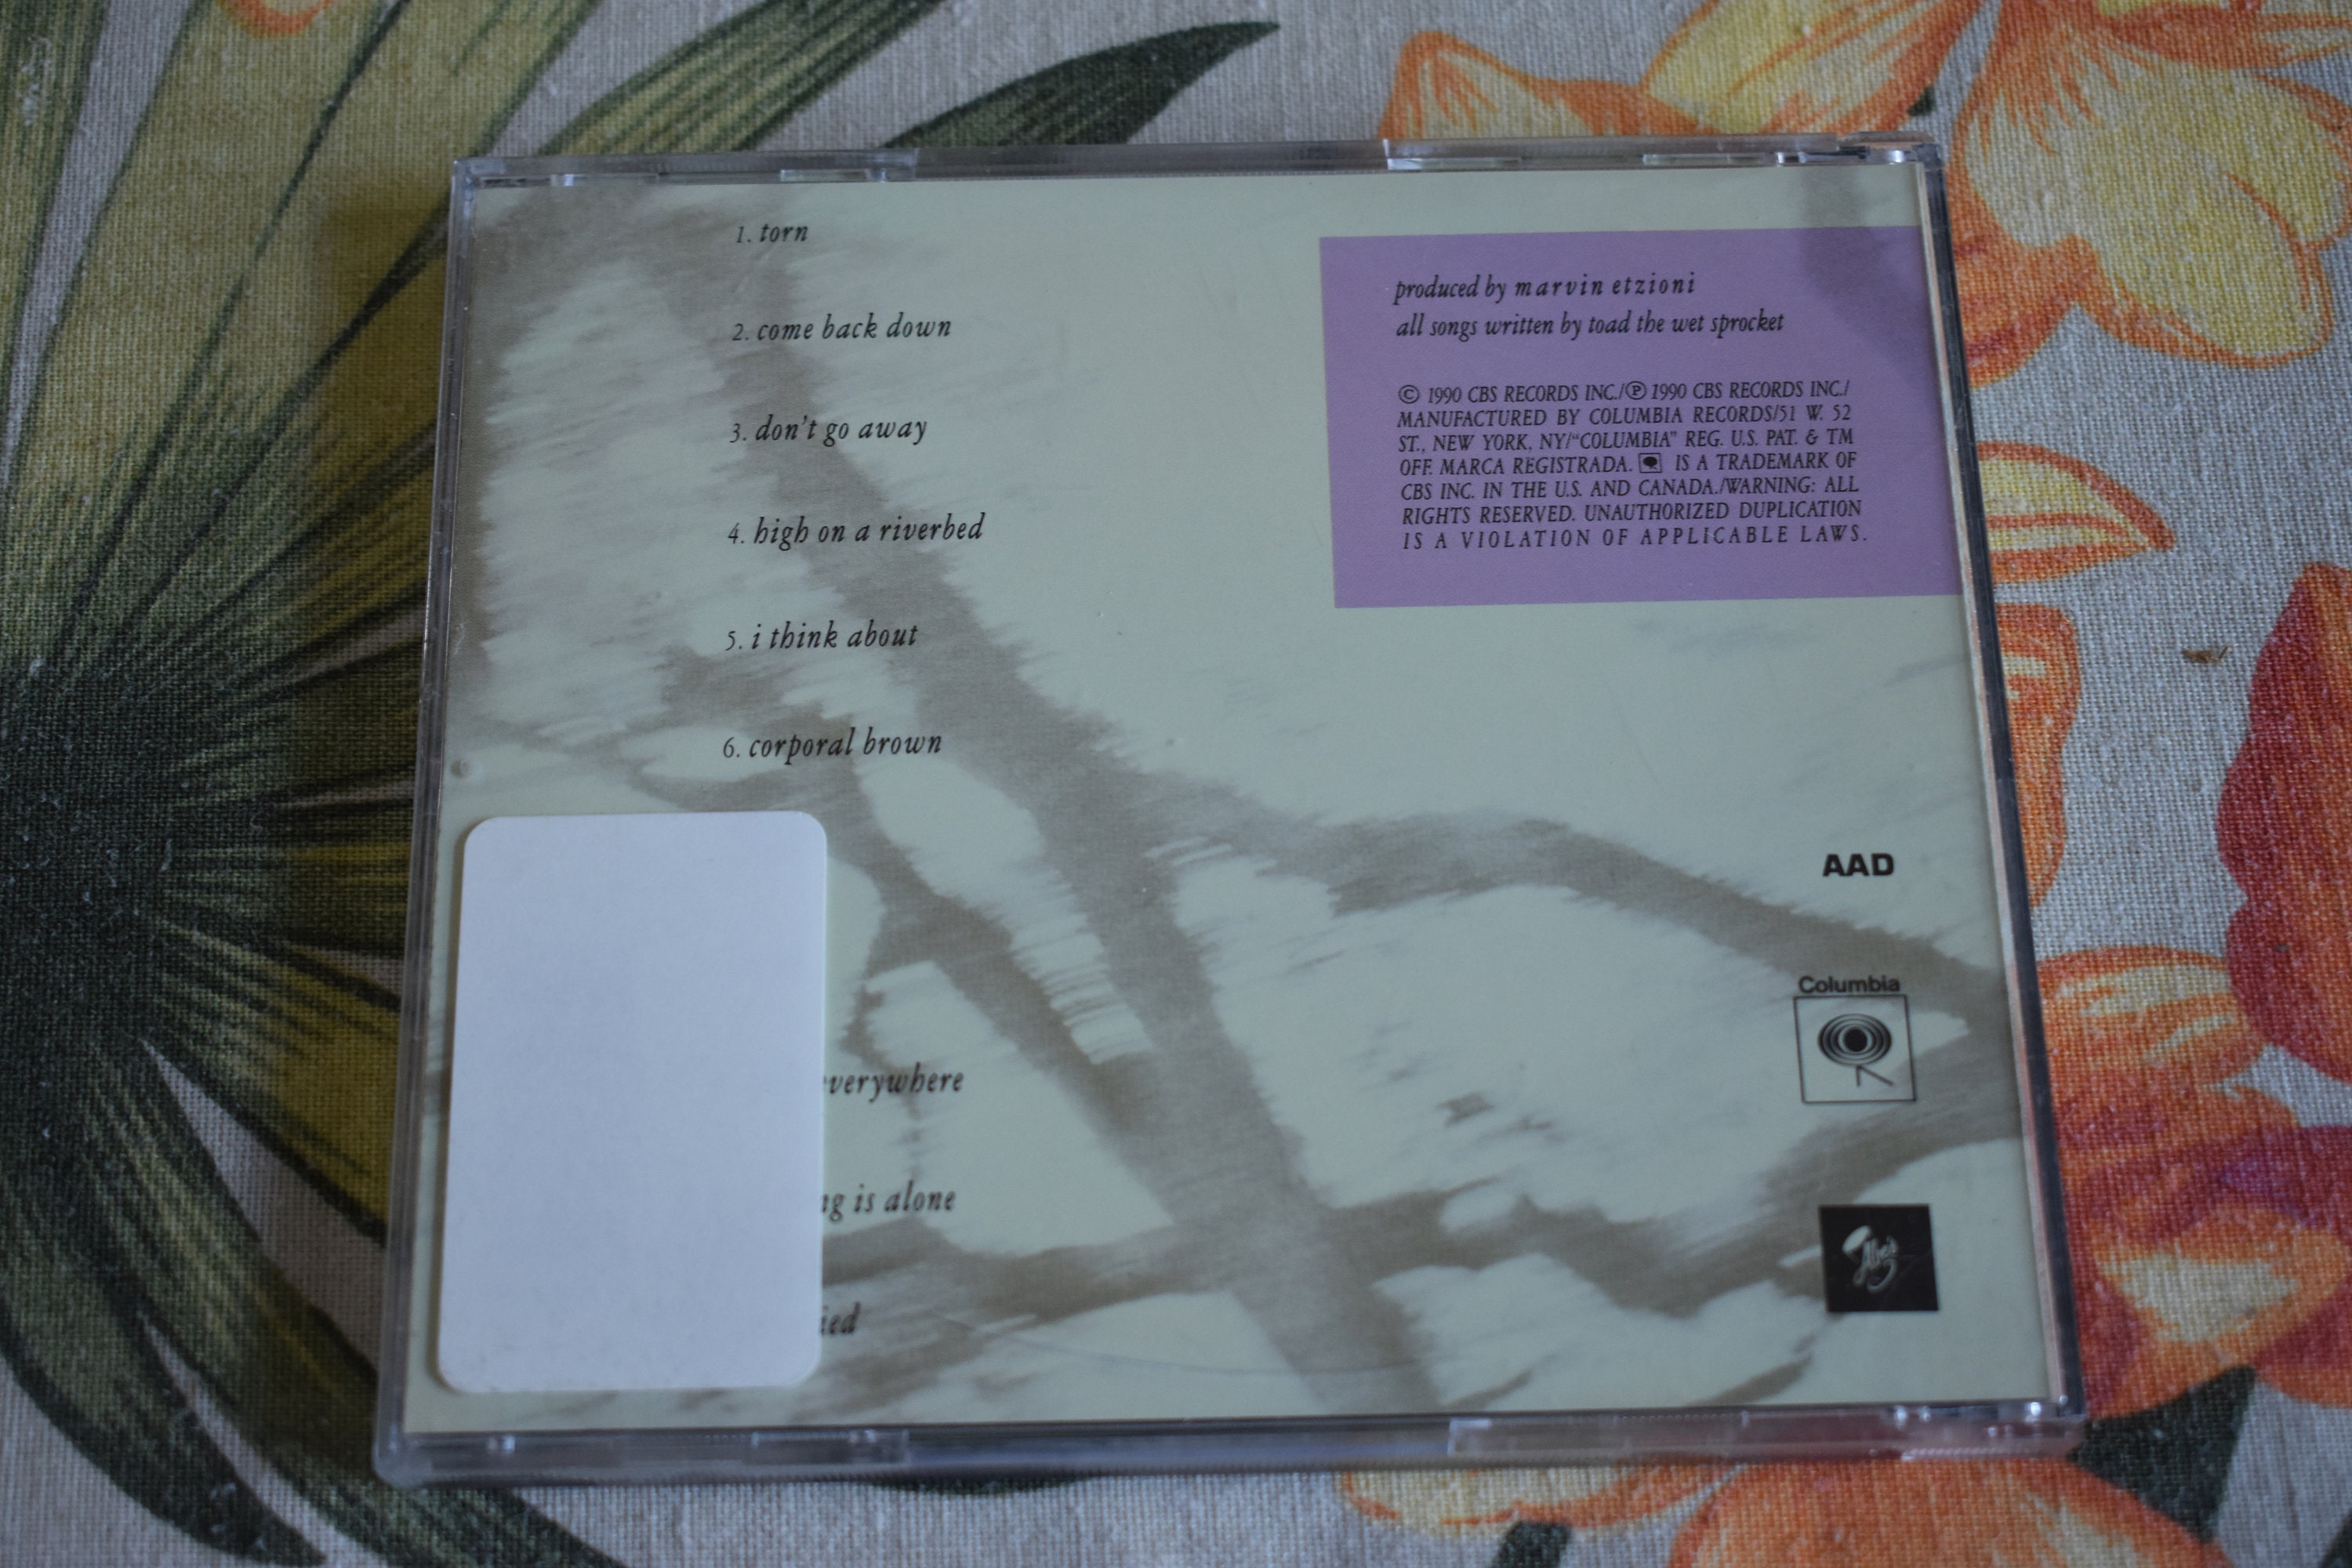 1. torn
2. come back down
3. don't go away
4. high on a riverbed
5. i think about
6. corporal brown
everywhere
ng is alone
ied
produced by marvin etzioni
all songs written by toad the wet sprocket
© 1990 CBS RECORDS INC./℗ 1990 CBS RECORDS INC./
MANUFACTURED BY COLUMBIA RECORDS/51 W. 52
ST., NEW YORK, NY/“COLUMBIA” REG. U.S. PAT. & TM
OFF. MARCA REGISTRADA. IS A TRADEMARK OF
CBS INC. IN THE U.S. AND CANADA./WARNING: ALL
RIGHTS RESERVED. UNAUTHORIZED DUPLICATION
IS A VIOLATION OF APPLICABLE LAWS.
AAD
Columbia
Abe's